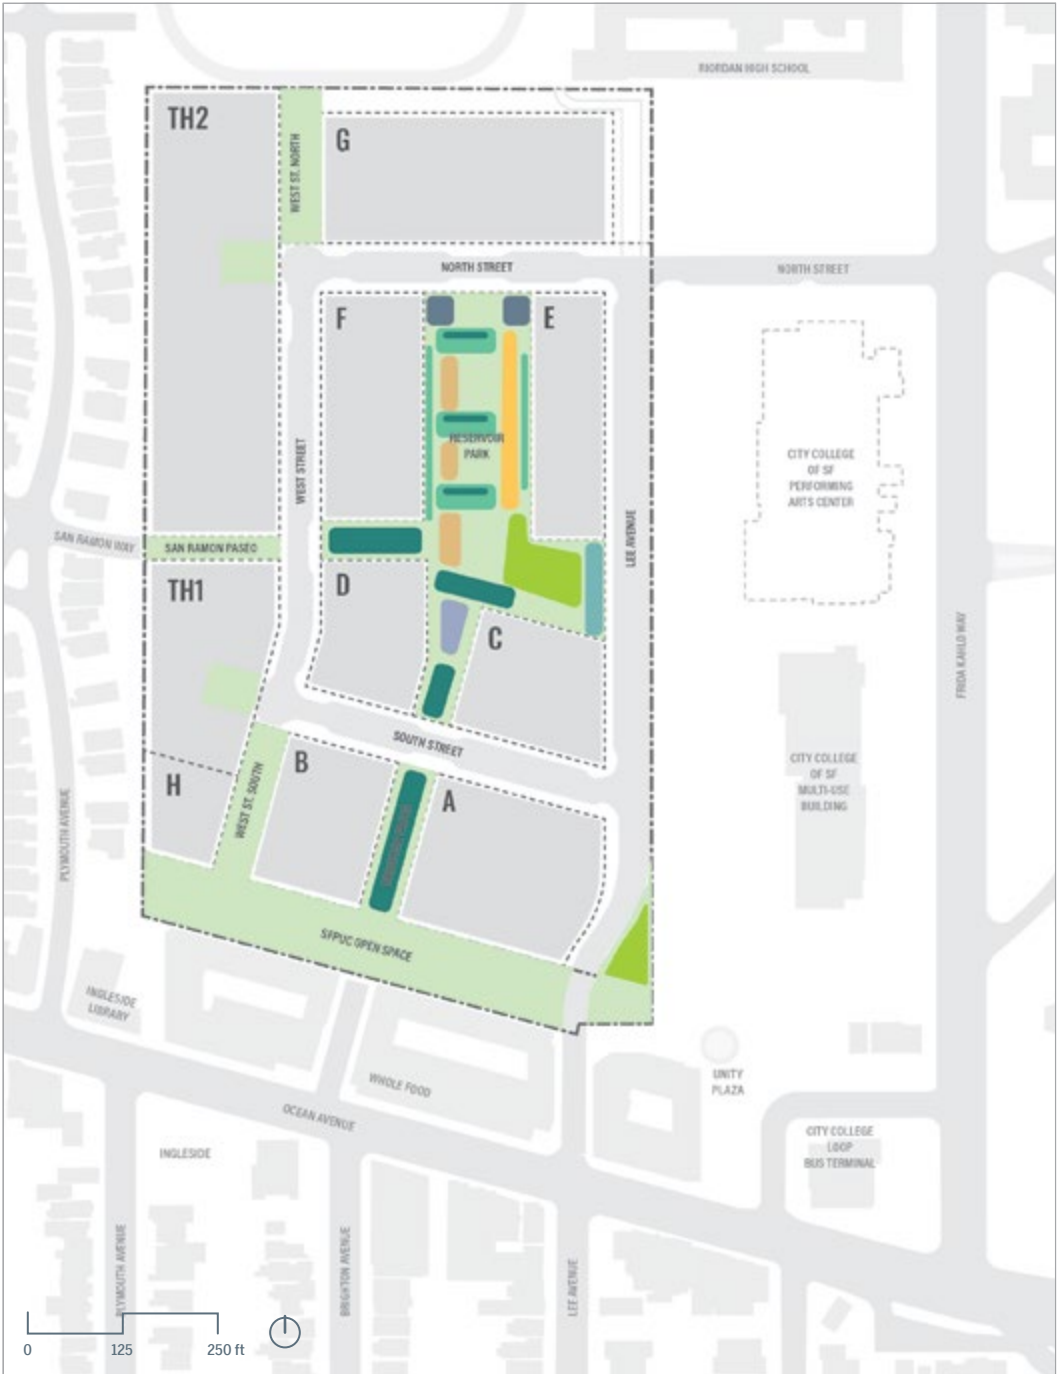 RIORDAN HIGH SCHOOL
TH2
G
WEST ST. NORTH
NORTH STREET
NORTH STREET
F
E
RESERVOIR
PARK
WEST STREET
LEE AVENUE
CITY COLLEGE
OF SF
PERFORMING
ARTS CENTER
SAN RAMON WAY
SAN RAMON PASEO
TH1
D
C
FRIDA KAHLO WAY
SOUTH STREET
B
A
H
WEST ST. SOUTH
CITY COLLEGE
OF SF
MULTI-USE
BUILDING
PLYMOUTH AVENUE
SFPUC OPEN SPACE
INGLESIDE
LIBRARY
WHOLE FOOD
UNITY
PLAZA
OCEAN AVENUE
INGLESIDE
CITY COLLEGE
LOOP
BUS TERMINAL
PLYMOUTH AVENUE
BRIGHTON AVENUE
LEE AVENUE
0
125
250 ft